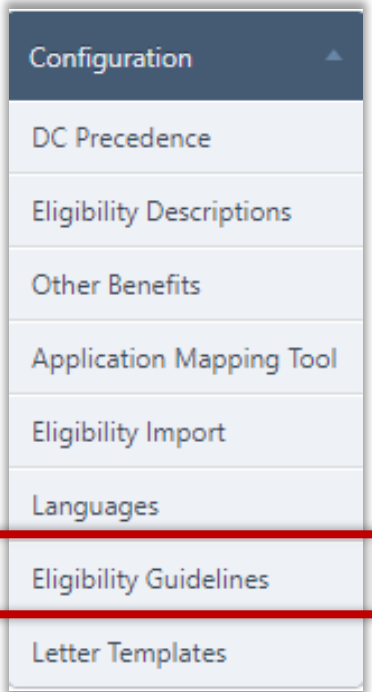 Configuration
DC Precedence
Eligibility Descriptions
Other Benefits
Application Mapping Tool
Eligibility Import
Languages
Eligibility Guidelines
Letter Templates